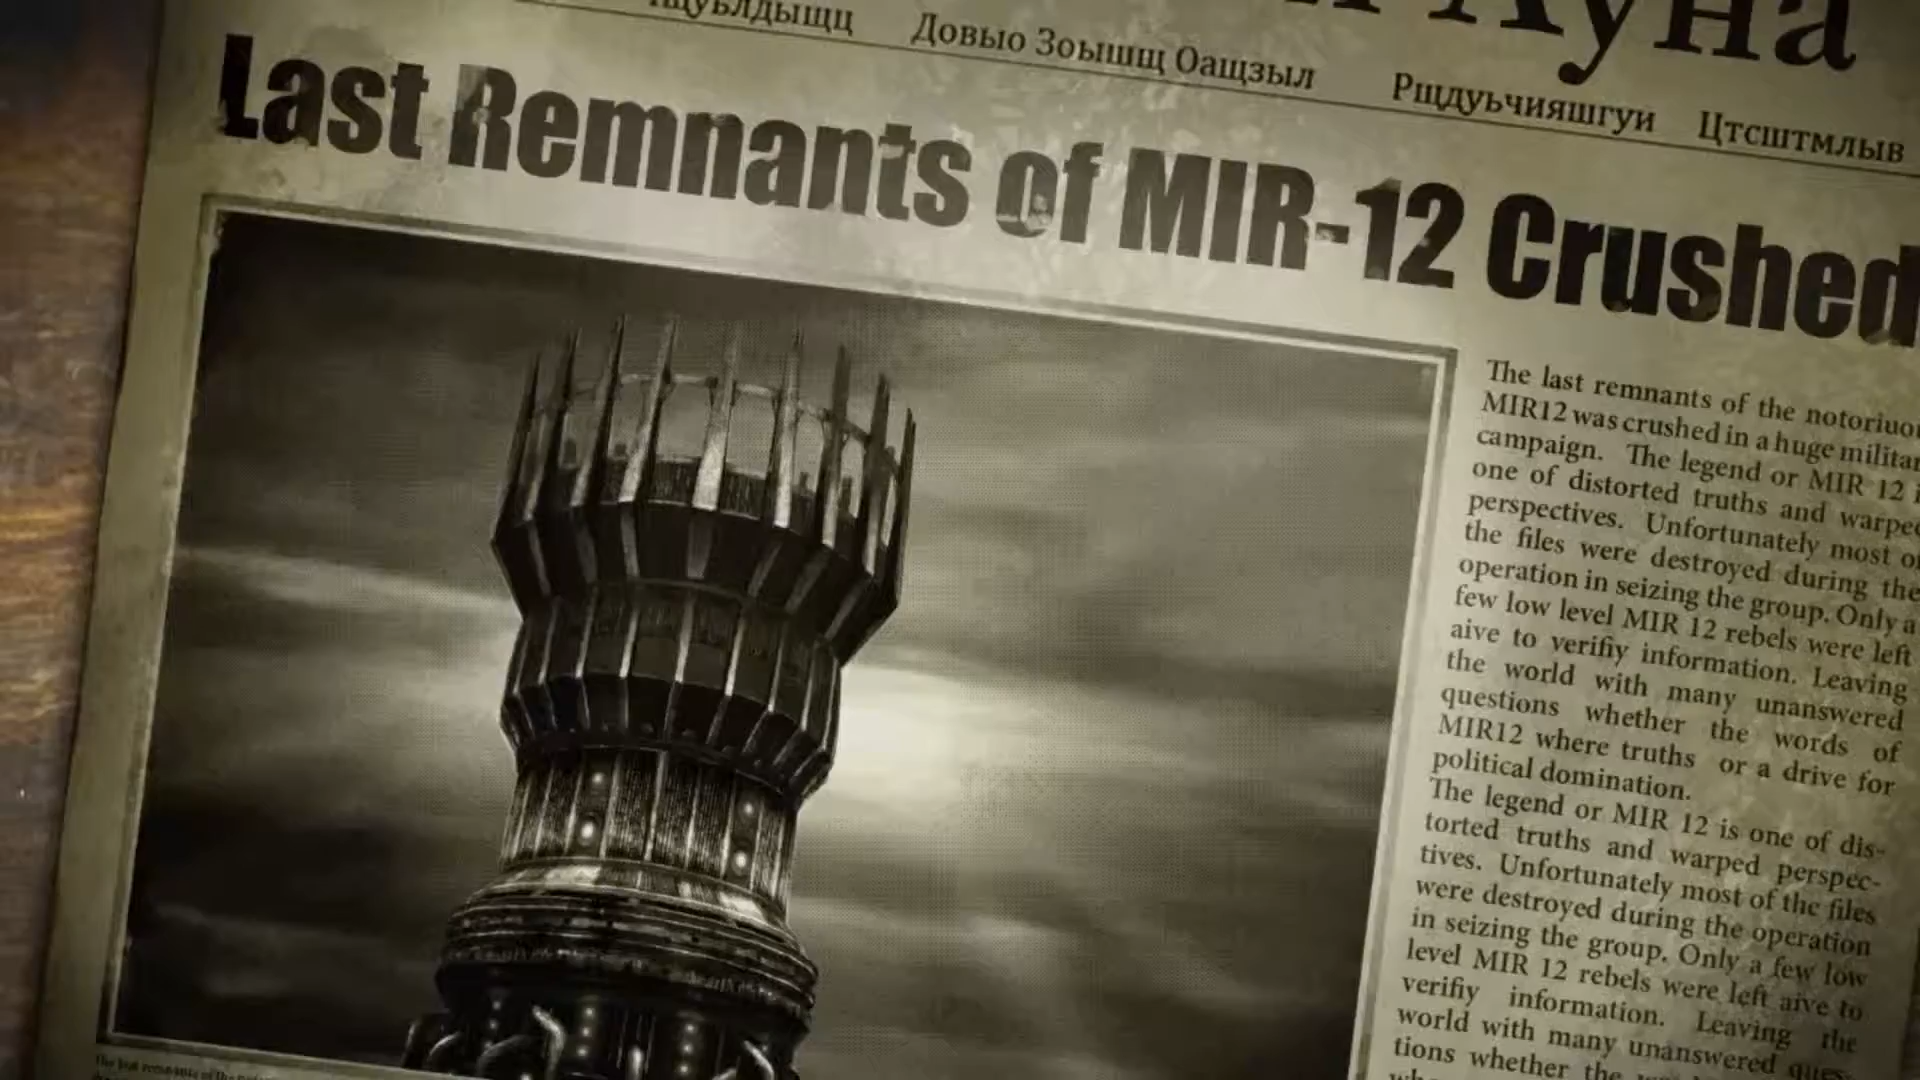 Луна
Довыо Зоышщ Оащзыл
Рщдуьчияшгуи
Цтсштмлыв
Last Remnants of MIR-12 Crushed
The last remnants of the
MIR12 was crushed in a huge
campaign. The legend or MIR 12
one of distorted truths and
perspectives. Unfortunately most
the files were destroyed during the
operation in seizing the group. Only a
few low level MIR 12 rebels were left
aive to verifiy information. Leaving
the world with many unanswered
questions whether the words of
MIR12 where truths or a drive for
political domination.
The legend or MIR 12 is one of dis-
torted truths and warped perspec-
tives. Unfortunately most of the files
were destroyed during the operation
in seizing the group. Only a few low
level MIR 12 rebels were left aive to
verifiy information. Leaving the
world with many unanswered ques-
tions whether the